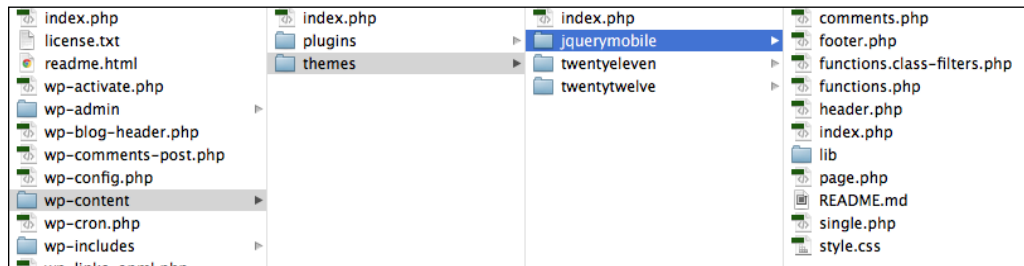 index.php
license.txt
readme.html
wp-activate.php
wp-admin
wp-blog-header.php
wp-comments-post.php
wp-config.php
wp-content
wp-cron.php
wp-includes
index.php
plugins
themes
index.php
jquerymobile
twentyeleven
twentytwelve
comments.php
footer.php
functions.class-filters.php
functions.php
header.php
index.php
lib
page.php
README.md
single.php
style.css